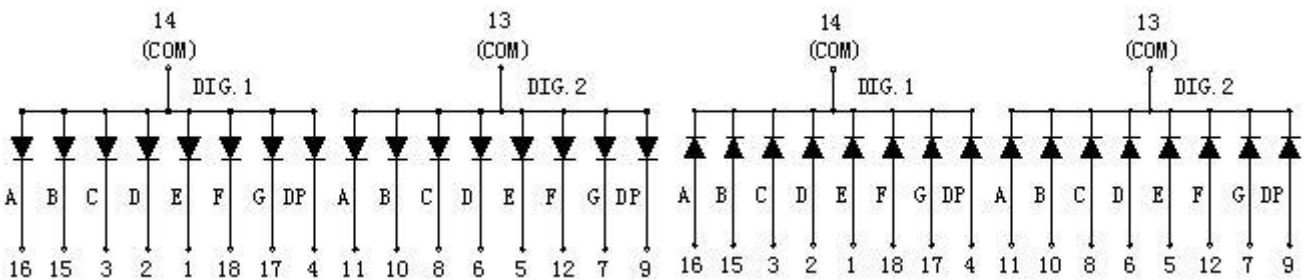 14 13 14 13
(COM) (COM) (COM) (COM)
DIG.1 DIG.2 DIG.1 DIG.2
A B C D E F G DP A B C D E F G DP A B C D E F G DP A B C D E F G DP
16 15 3 2 1 18 17 4 11 10 8 6 5 12 7 9 16 15 3 2 1 18 17 4 11 10 8 6 5 12 7 9